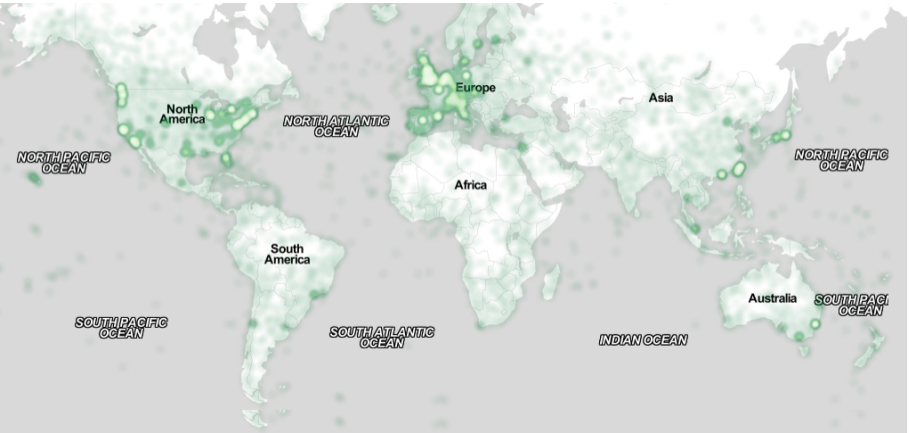 Europe
Asia
North
America
NORTH ATLANTIC
OCEAN
NORTH PACIFIC
OCEAN
NORTH PACIFIC
OCEAN
Africa
South
America
Australia
SOUTH PACI
OCEAN
SOUTH PACIFIC
OCEAN
SOUTH ATLANTIC
OCEAN
INDIAN OCEAN